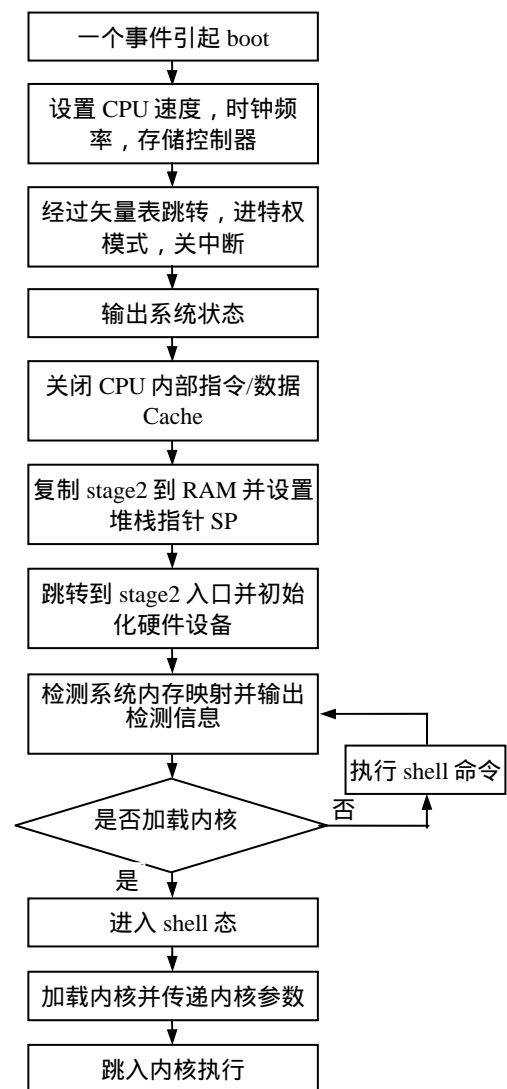 一个事件引起 boot
设置 CPU 速度，时钟频
率，存储控制器
经过矢量表跳转，进特权
模式，关中断
输出系统状态
关闭 CPU 内部指令/数据
Cache
复制 stage2 到 RAM 并设置
堆栈指针 SP
跳转到 stage2 入口并初始
化硬件设备
检测系统内存映射并输出
检测信息
执行 shell 命令
是否加载内核
否
是
进入 shell 态
加载内核并传递内核参数
跳入内核执行